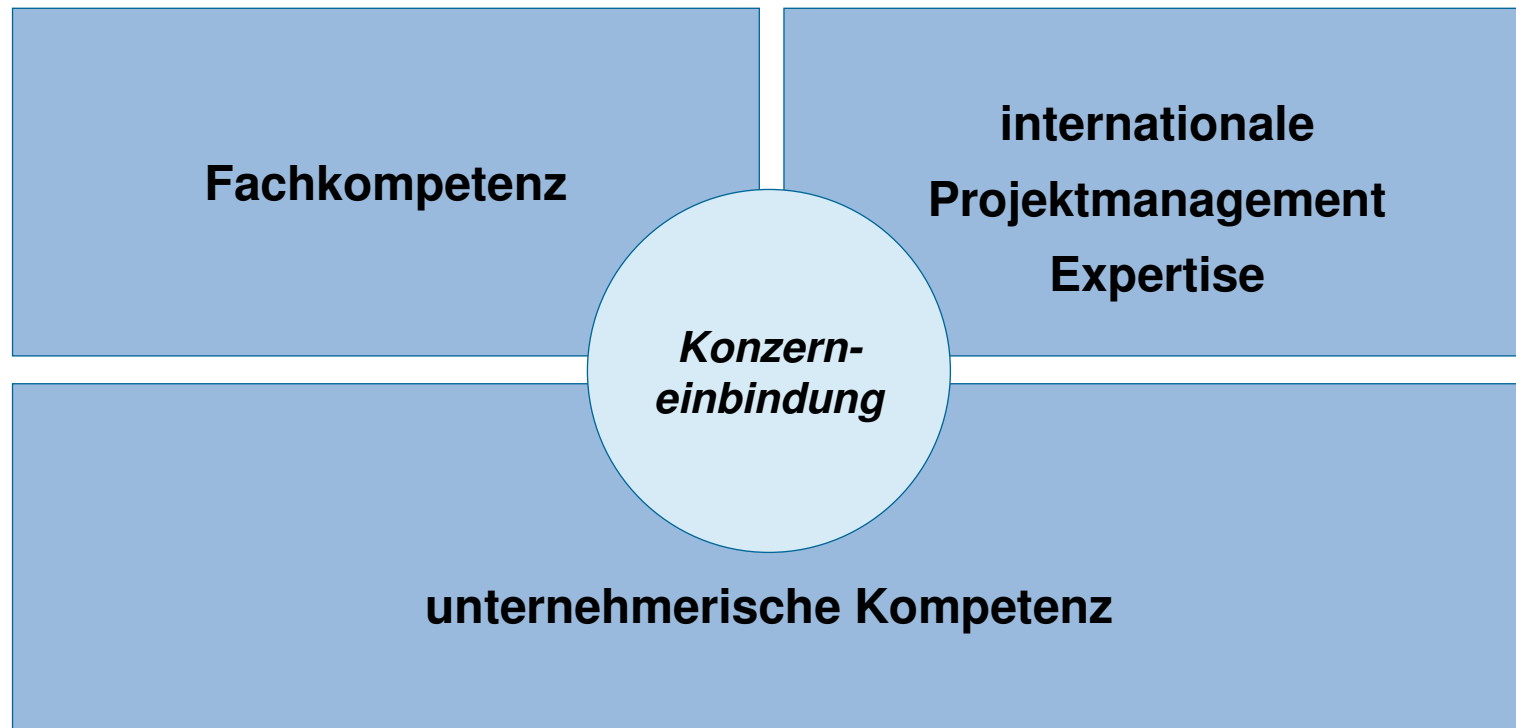 Fachkompetenz
internationale
Projektmanagement
Expertise
Konzern-
einbindung
unternehmerische Kompetenz